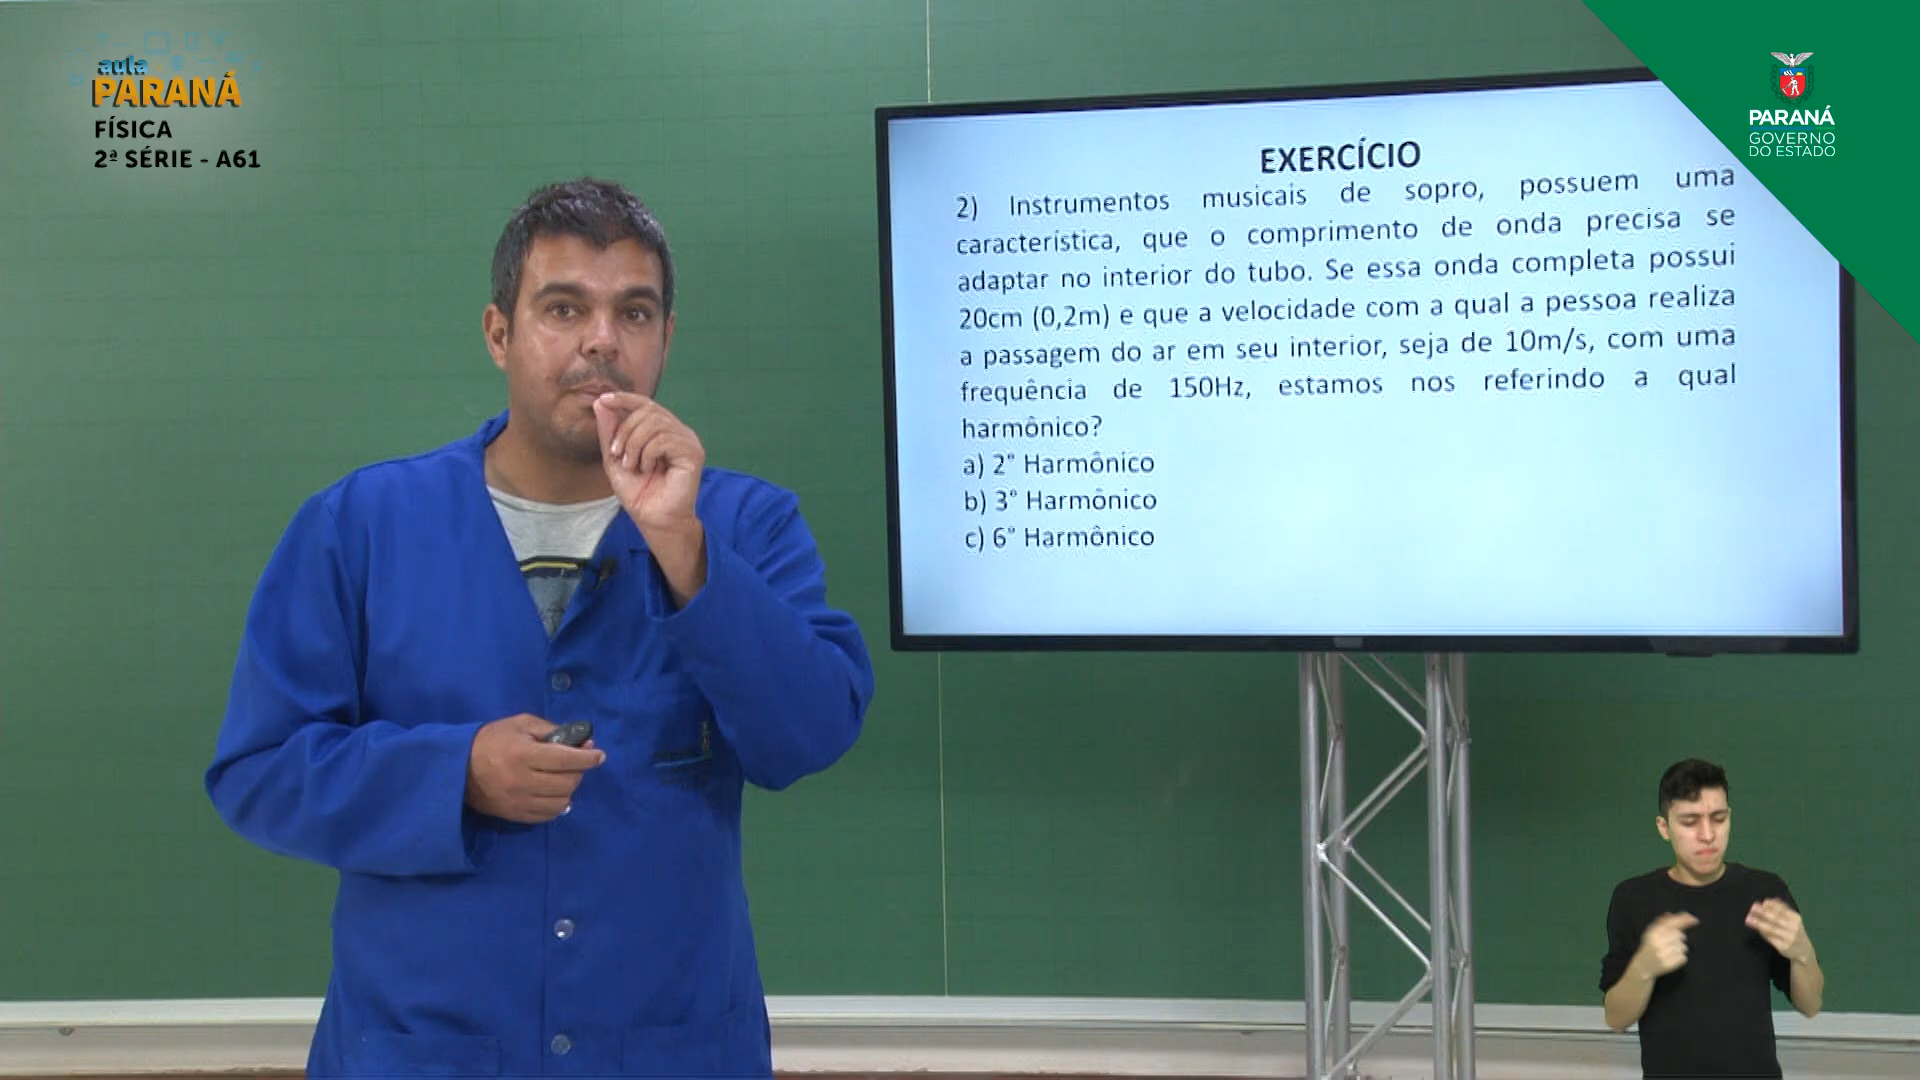 aula
PARANÁ
FÍSICA
2ª SÉRIE - A61
PARANÁ
GOVERNO
DO ESTADO
EXERCÍCIO
2) Instrumentos musicais de sopro, possuem uma
característica, que o comprimento de onda precisa se
adaptar no interior do tubo. Se essa onda completa possui
20cm (0,2m) e que a velocidade com a qual a pessoa realiza
a passagem do ar em seu interior, seja de 10m/s, com uma
frequência de 150Hz, estamos nos referindo a qual
harmônico?
a) 2° Harmônico
b) 3° Harmônico
c) 6° Harmônico